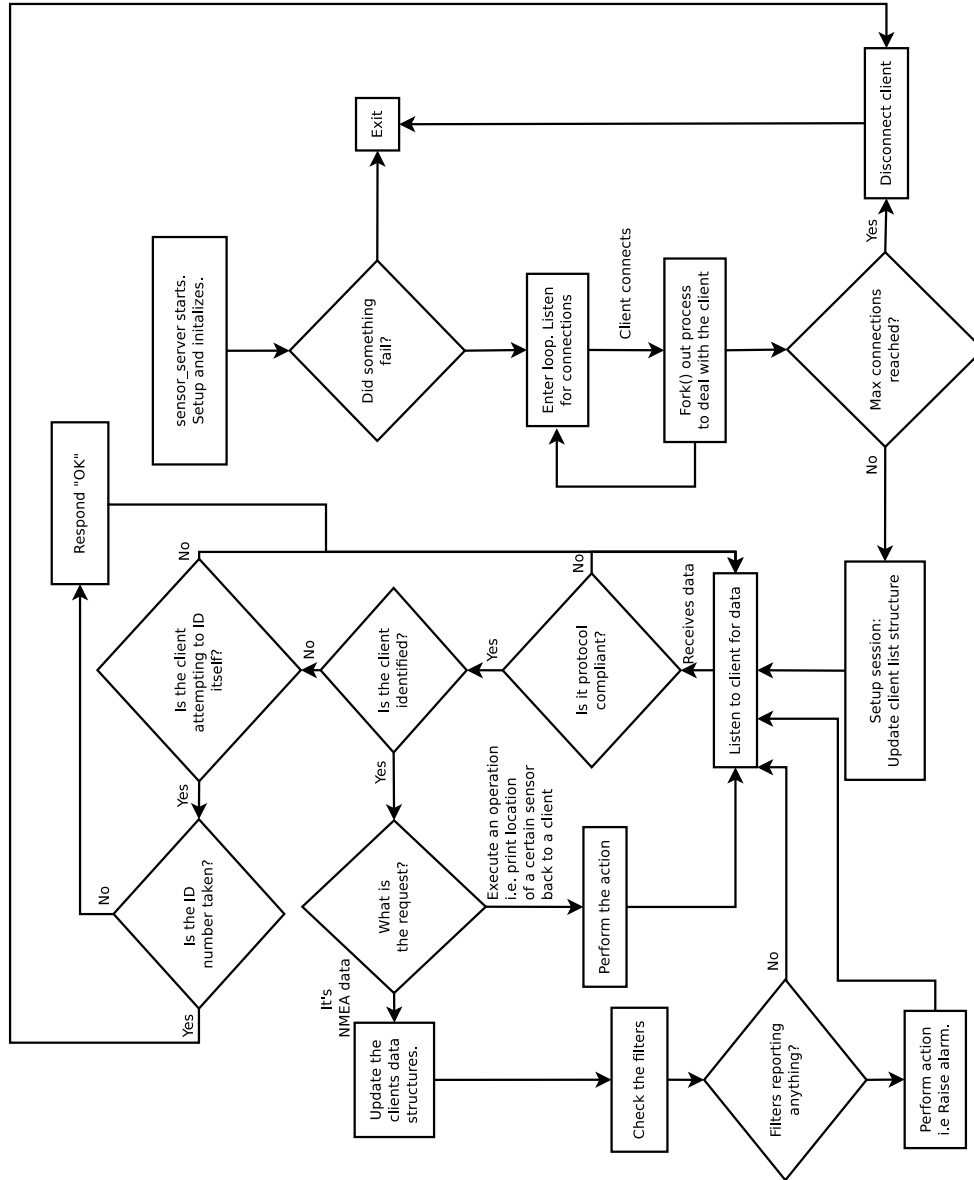 sensor_server starts.
Setup and initalizes.
Did something
fail?
Exit
Enter loop. Listen
for connections
Client connects
Fork() out process
to deal with the client
Max connections
reached?
Yes
Disconnect client
No
Setup session:
Update client list structure
Listen to client for data
Receives data
Is it protocol
compliant?
No
Yes
Is the client
identified?
No
Is the client
attempting to ID
itself?
No
Yes
Is the ID
number taken?
No
Respond "OK"
Yes
Yes
What is
the request?
Execute an operation
i.e. print location
of a certain sensor
back to a client
Perform the action
It's
NMEA data
Update the
clients data
structures.
Check the filters
Filters reporting
anything?
No
Perform action
i.e Raise alarm.